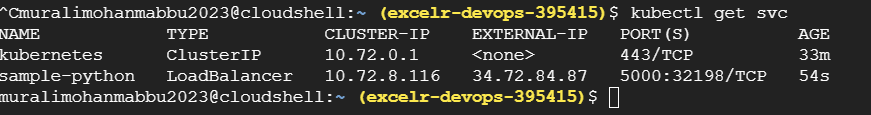 ^Cmuralimohanmabbu2023@cloudshell:~ (excelr-devops-395415)$ kubectl get svc
NAME TYPE CLUSTER-IP EXTERNAL-IP PORT(S) AGE
kubernetes ClusterIP 10.72.0.1 <none> 443/TCP 33m
sample-python LoadBalancer 10.72.8.116 34.72.84.87 5000:32198/TCP 54s
muralimohanmabbu2023@cloudshell:~ (excelr-devops-395415)$